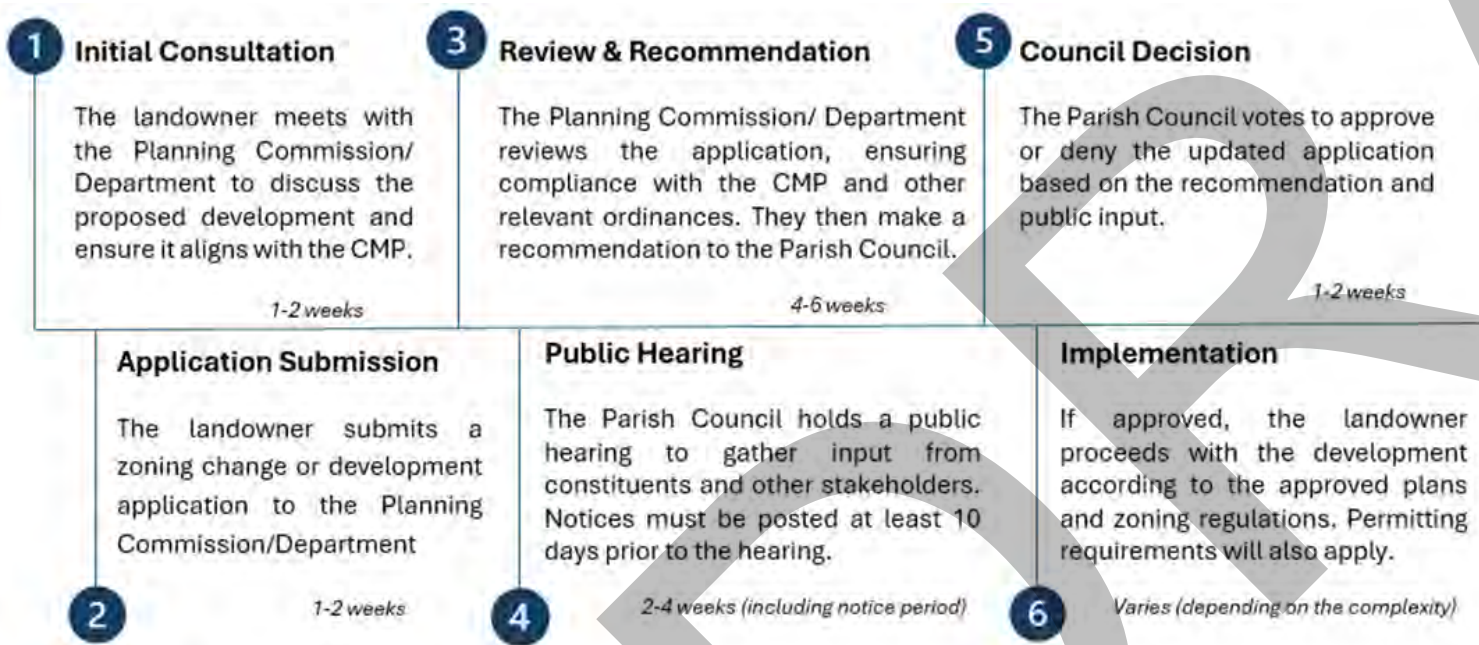 1
Initial Consultation
The landowner meets with
the Planning Commission/
Department to discuss the
proposed development and
ensure it aligns with the CMP.
1-2 weeks
2
Application Submission
The landowner submits a
zoning change or development
application to the Planning
Commission/Department
1-2 weeks
3
Review & Recommendation
The Planning Commission/ Department
reviews the application, ensuring
compliance with the CMP and other
relevant ordinances. They then make a
recommendation to the Parish Council.
4-6 weeks
4
Public Hearing
The Parish Council holds a public
hearing to gather input from
constituents and other stakeholders.
Notices must be posted at least 10
days prior to the hearing.
2-4 weeks (including notice period)
5
Council Decision
The Parish Council votes to approve
or deny the updated application
based on the recommendation and
public input.
1-2 weeks
6
Implementation
If approved, the landowner
proceeds with the development
according to the approved plans
and zoning regulations. Permitting
requirements will also apply.
Varies (depending on the complexity)